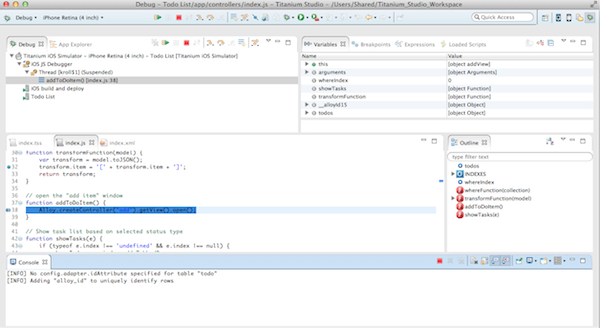 Debug - Todo List/app/controllers/index.js - Titanium Studio - /Users/Shared/Titanium_Studio_Workspace
Debug
iPhone Retina (4 inch)
Quick Access
Debug
App Explorer
Titanium iOS Simulator - iPhone Retina (4 inch) - Todo List [Titanium iOS Simulator]
iOS JS Debugger
Thread [kroll$1] (Suspended)
addToDoItem() [index.js:38]
iOS build and deploy
Todo List
Variables
Breakpoints
Expressions
Loaded Scripts
Name
Value
this
[object addView]
arguments
[object Arguments]
whereIndex
0
showTasks
[object Function]
transformFunction
[object Function]
__alloyId15
[object Object]
todos
[object Object]
index.tss
index.js
index.xml
30 function transformFunction(model) {
31 var transform = model.toJSON();
32 transform.item = '[' + transform.item + ']';
33 return transform;
34 }
35
36 // open the "add item" window
37 function addToDoItem() {
38 Alloy.createController("add").getView().open();
39 }
40
41 // Show task list based on selected status type
42 function showTasks(e) {
43 if (typeof e.index !== 'undefined' && e.index !== null) {
Outline
type filter text
todos
INDEXES
whereIndex
whereFunction(collection)
transformFunction(model)
addToDoItem()
showTasks(e)
Console
[INFO] No config.adapter.idAttribute specified for table "todo"
[INFO] Adding "alloy_id" to uniquely identify rows